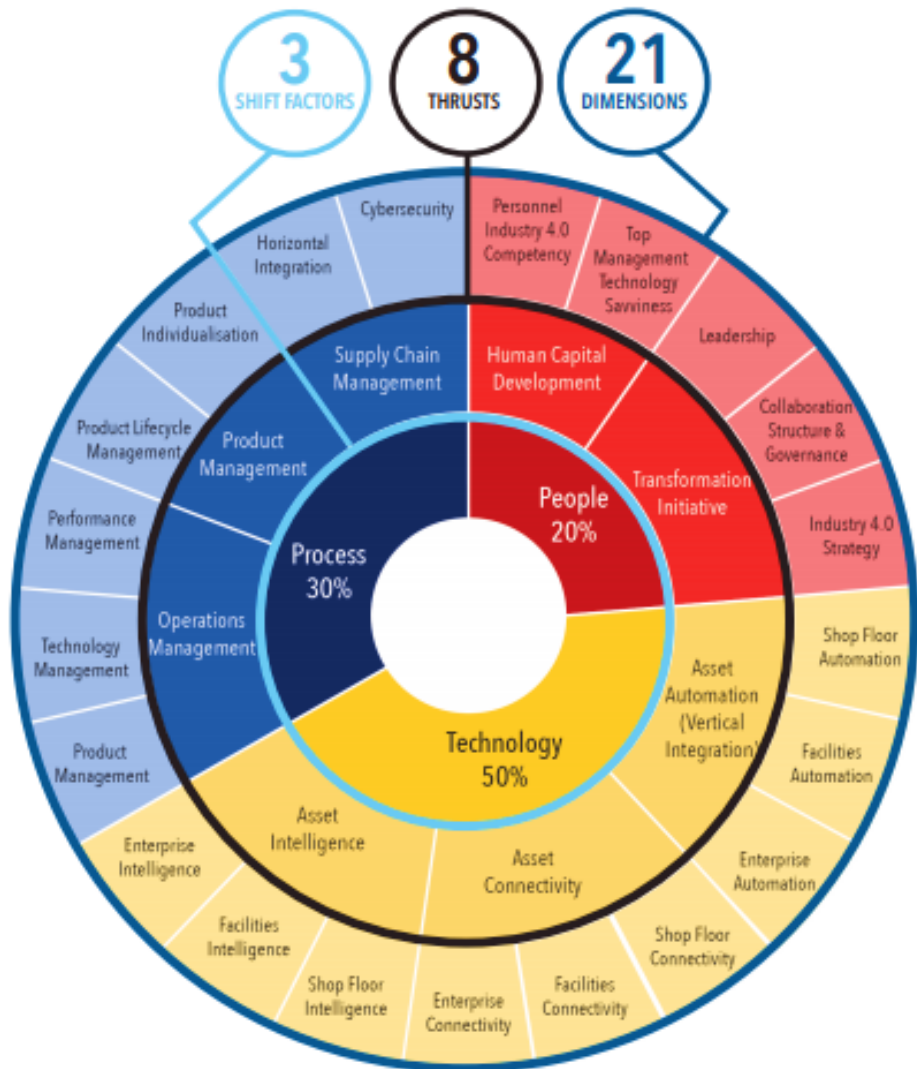 3
SHIFT FACTORS
8
THRUSTS
21
DIMENSIONS
Cybersecurity
Horizontal
Integration
Product
Individualisation
Product Lifecycle
Management
Performance
Management
Technology
Management
Product
Management
Personnel
Industry 4.0
Competency
Top
Management
Technology
Savviness
Leadership
Collaboration
Structure &
Governance
Industry 4.0
Strategy
Shop Floor
Automation
Facilities
Automation
Enterprise
Automation
Shop Floor
Connectivity
Facilities
Connectivity
Enterprise
Connectivity
Shop Floor
Intelligence
Facilities
Intelligence
Enterprise
Intelligence
Supply Chain
Management
Product
Management
Operations
Management
Human Capital
Development
Transformation
Initiative
Asset
Automation
(Vertical
Integration)
Asset
Connectivity
Asset
Intelligence
Process
30%
People
20%
Technology
50%